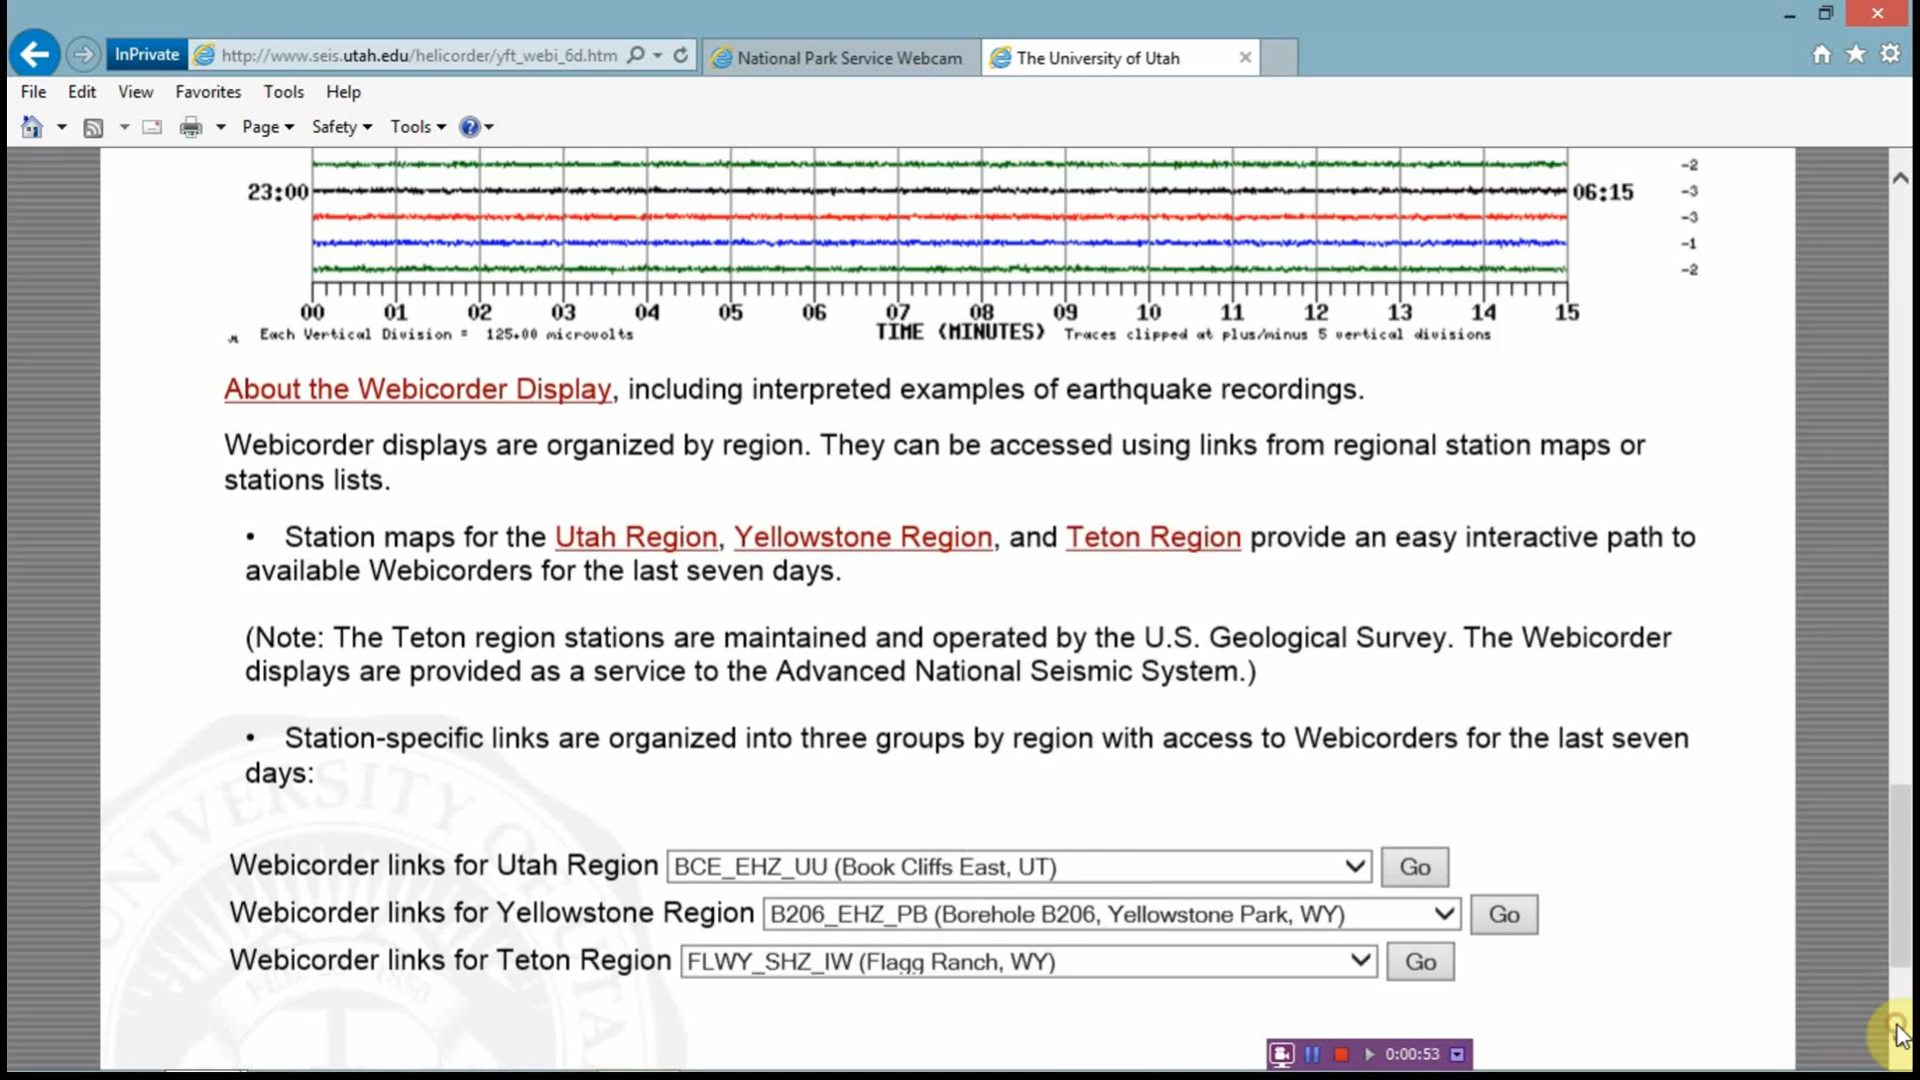 InPrivate http://www.seis.utah.edu/helicorder/yft_webi_6d.htm National Park Service Webcam The University of Utah
File Edit View Favorites Tools Help
Page Safety Tools
-2
23:00 06:15 -3
-3
-1
-2
00 01 02 03 04 05 06 07 08 09 10 11 12 13 14 15
Each Vertical Division = 125.00 microvolts TIME (MINUTES) Traces clipped at plus/minus 5 vertical divisions
About the Webicorder Display, including interpreted examples of earthquake recordings.
Webicorder displays are organized by region. They can be accessed using links from regional station maps or
stations lists.
• Station maps for the Utah Region, Yellowstone Region, and Teton Region provide an easy interactive path to
available Webicorders for the last seven days.
(Note: The Teton region stations are maintained and operated by the U.S. Geological Survey. The Webicorder
displays are provided as a service to the Advanced National Seismic System.)
• Station-specific links are organized into three groups by region with access to Webicorders for the last seven
days:
UNIVERSITY OF UTA
Webicorder links for Utah Region BCE_EHZ_UU (Book Cliffs East, UT) Go
Webicorder links for Yellowstone Region B206_EHZ_PB (Borehole B206, Yellowstone Park, WY) Go
Webicorder links for Teton Region FLWY_SHZ_IW (Flagg Ranch, WY) Go
0:00:53